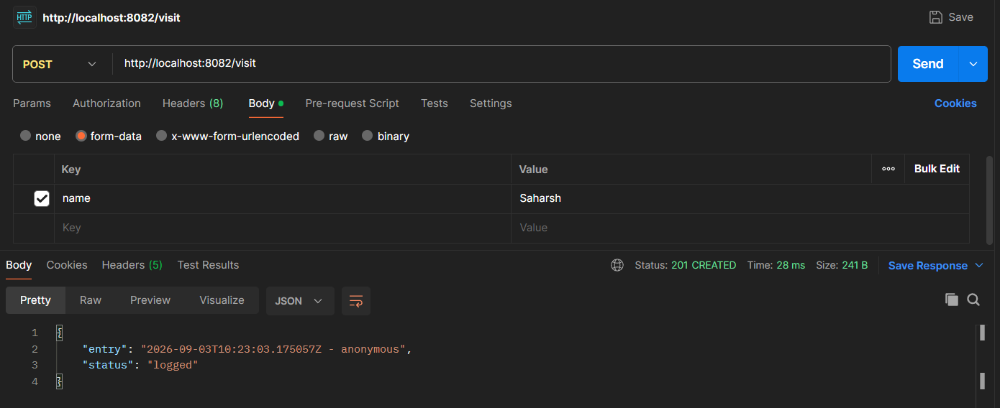 HTTP http://localhost:8082/visit Save
POST http://localhost:8082/visit Send
Params Authorization Headers (8) Body Pre-request Script Tests Settings Cookies
none form-data x-www-form-urlencoded raw binary
Key Value Bulk Edit
name Saharsh
Key Value
Body Cookies Headers (5) Test Results Status: 201 CREATED Time: 28 ms Size: 241 B Save Response
Pretty Raw Preview Visualize JSON
1 {
2 "entry": "2026-09-03T10:23:03.175057Z - anonymous",
3 "status": "logged"
4 }